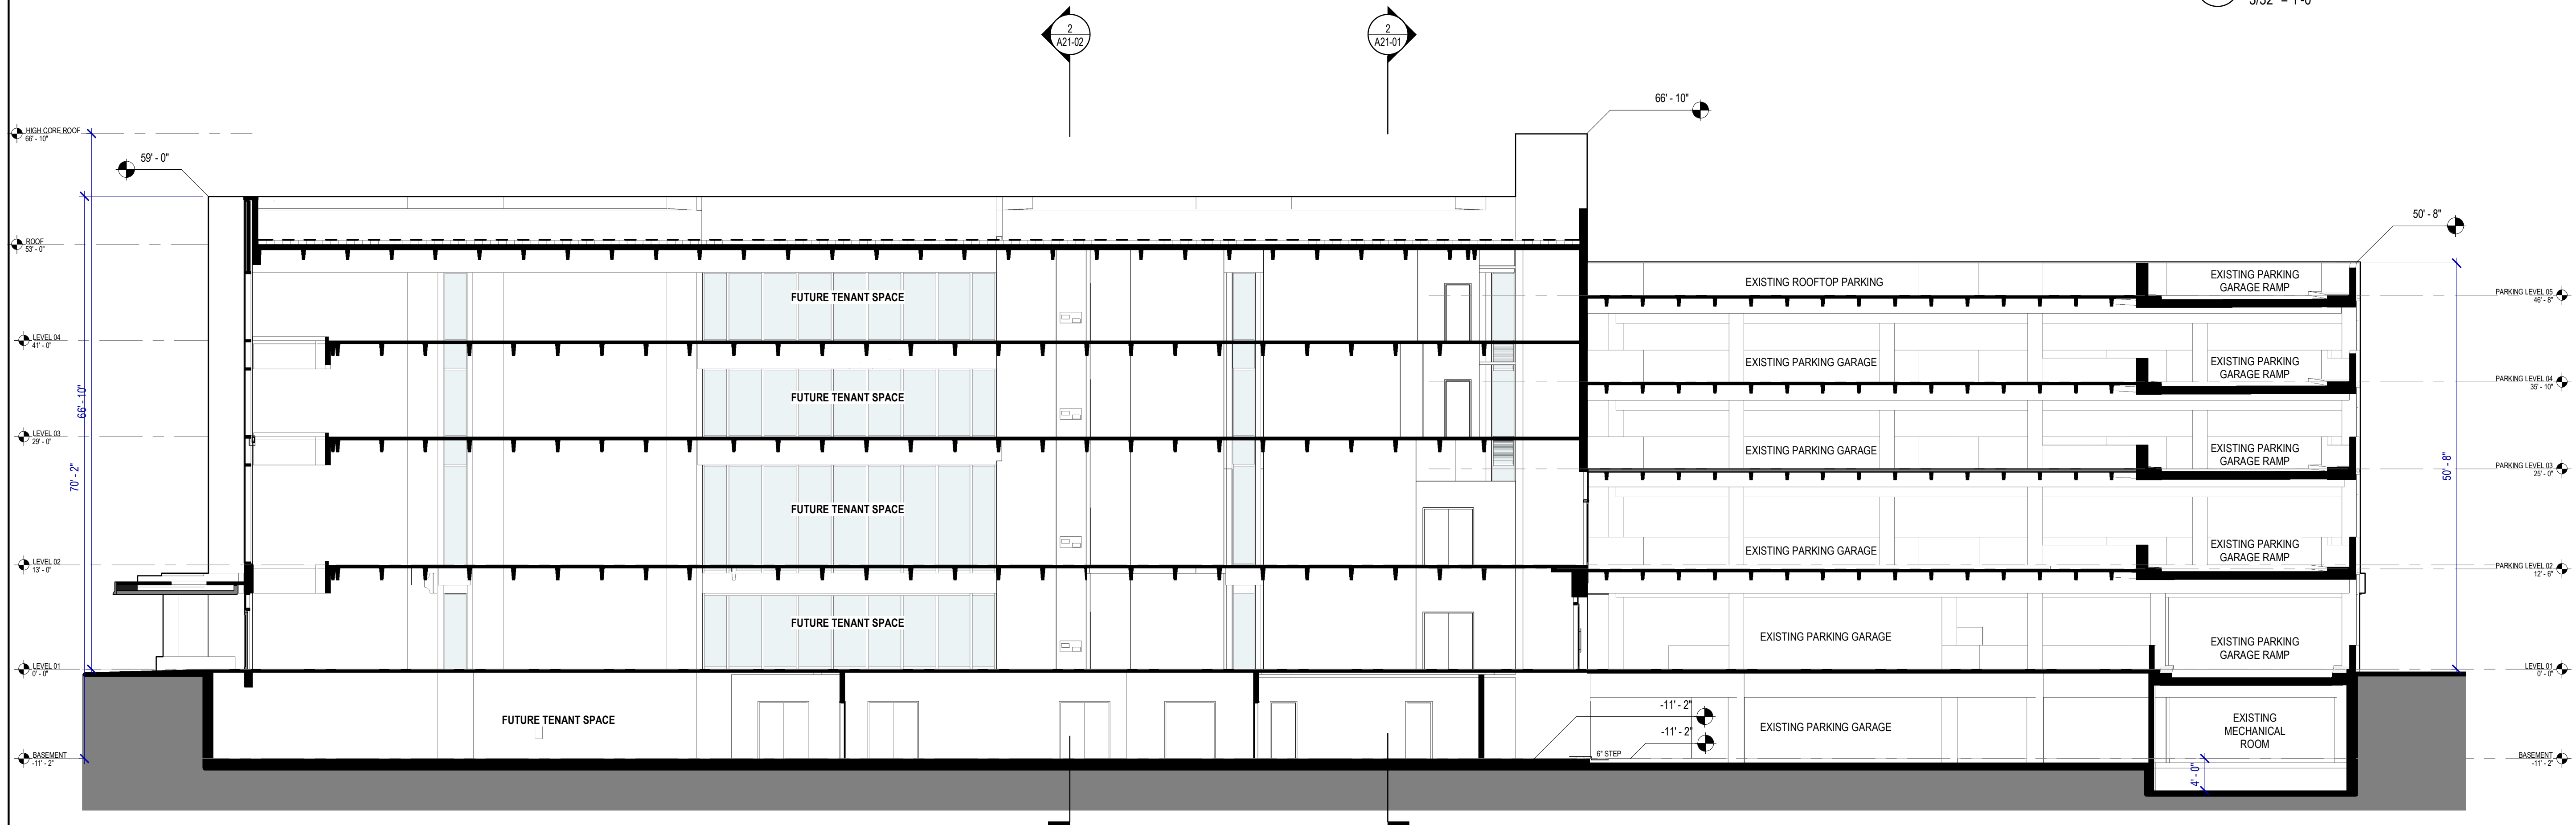 3/32" = 1'-0"
2
A21-02
2
A21-01
66' - 10"
HIGH CORE ROOF
66' - 10"
59' - 0"
50' - 8"
ROOF
53' - 0"
EXISTING ROOFTOP PARKING
EXISTING PARKING
GARAGE RAMP
FUTURE TENANT SPACE
PARKING LEVEL 05
46' - 8"
LEVEL 04
41' - 0"
EXISTING PARKING GARAGE
EXISTING PARKING
GARAGE RAMP
PARKING LEVEL 04
35' - 10"
66' - 10"
FUTURE TENANT SPACE
LEVEL 03
29' - 0"
EXISTING PARKING GARAGE
EXISTING PARKING
GARAGE RAMP
PARKING LEVEL 03
25' - 0"
70' - 2"
50' - 8"
FUTURE TENANT SPACE
EXISTING PARKING GARAGE
EXISTING PARKING
GARAGE RAMP
LEVEL 02
13' - 0"
PARKING LEVEL 02
12' - 6"
FUTURE TENANT SPACE
EXISTING PARKING GARAGE
EXISTING PARKING
GARAGE RAMP
LEVEL 01
0' - 0"
LEVEL 01
0' - 0"
FUTURE TENANT SPACE
-11' - 2"
-11' - 2"
EXISTING PARKING GARAGE
EXISTING
MECHANICAL
ROOM
6" STEP
BASEMENT
-11' - 2"
BASEMENT
-11' - 2"
4' - 0"